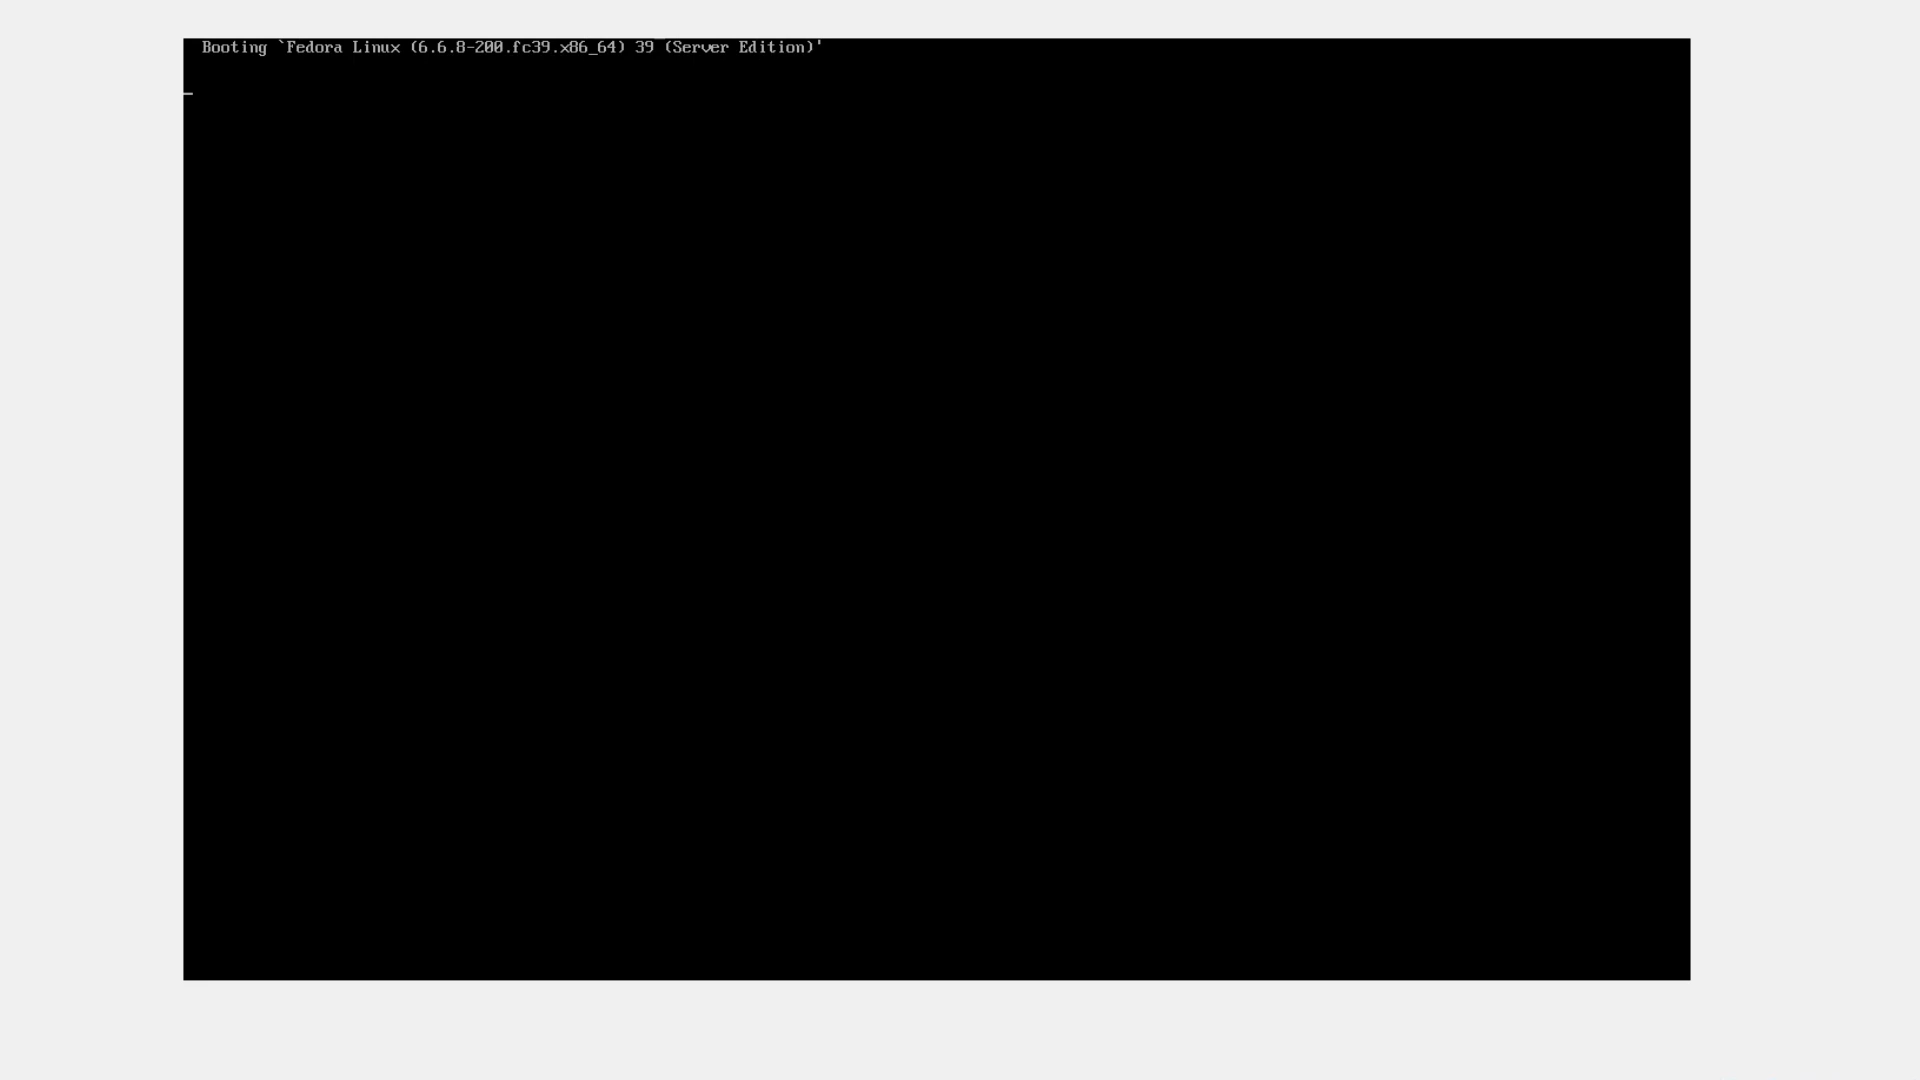 Booting `Fedora Linux (6.6.8-200.fc39.x86_64) 39 (Server Edition)'